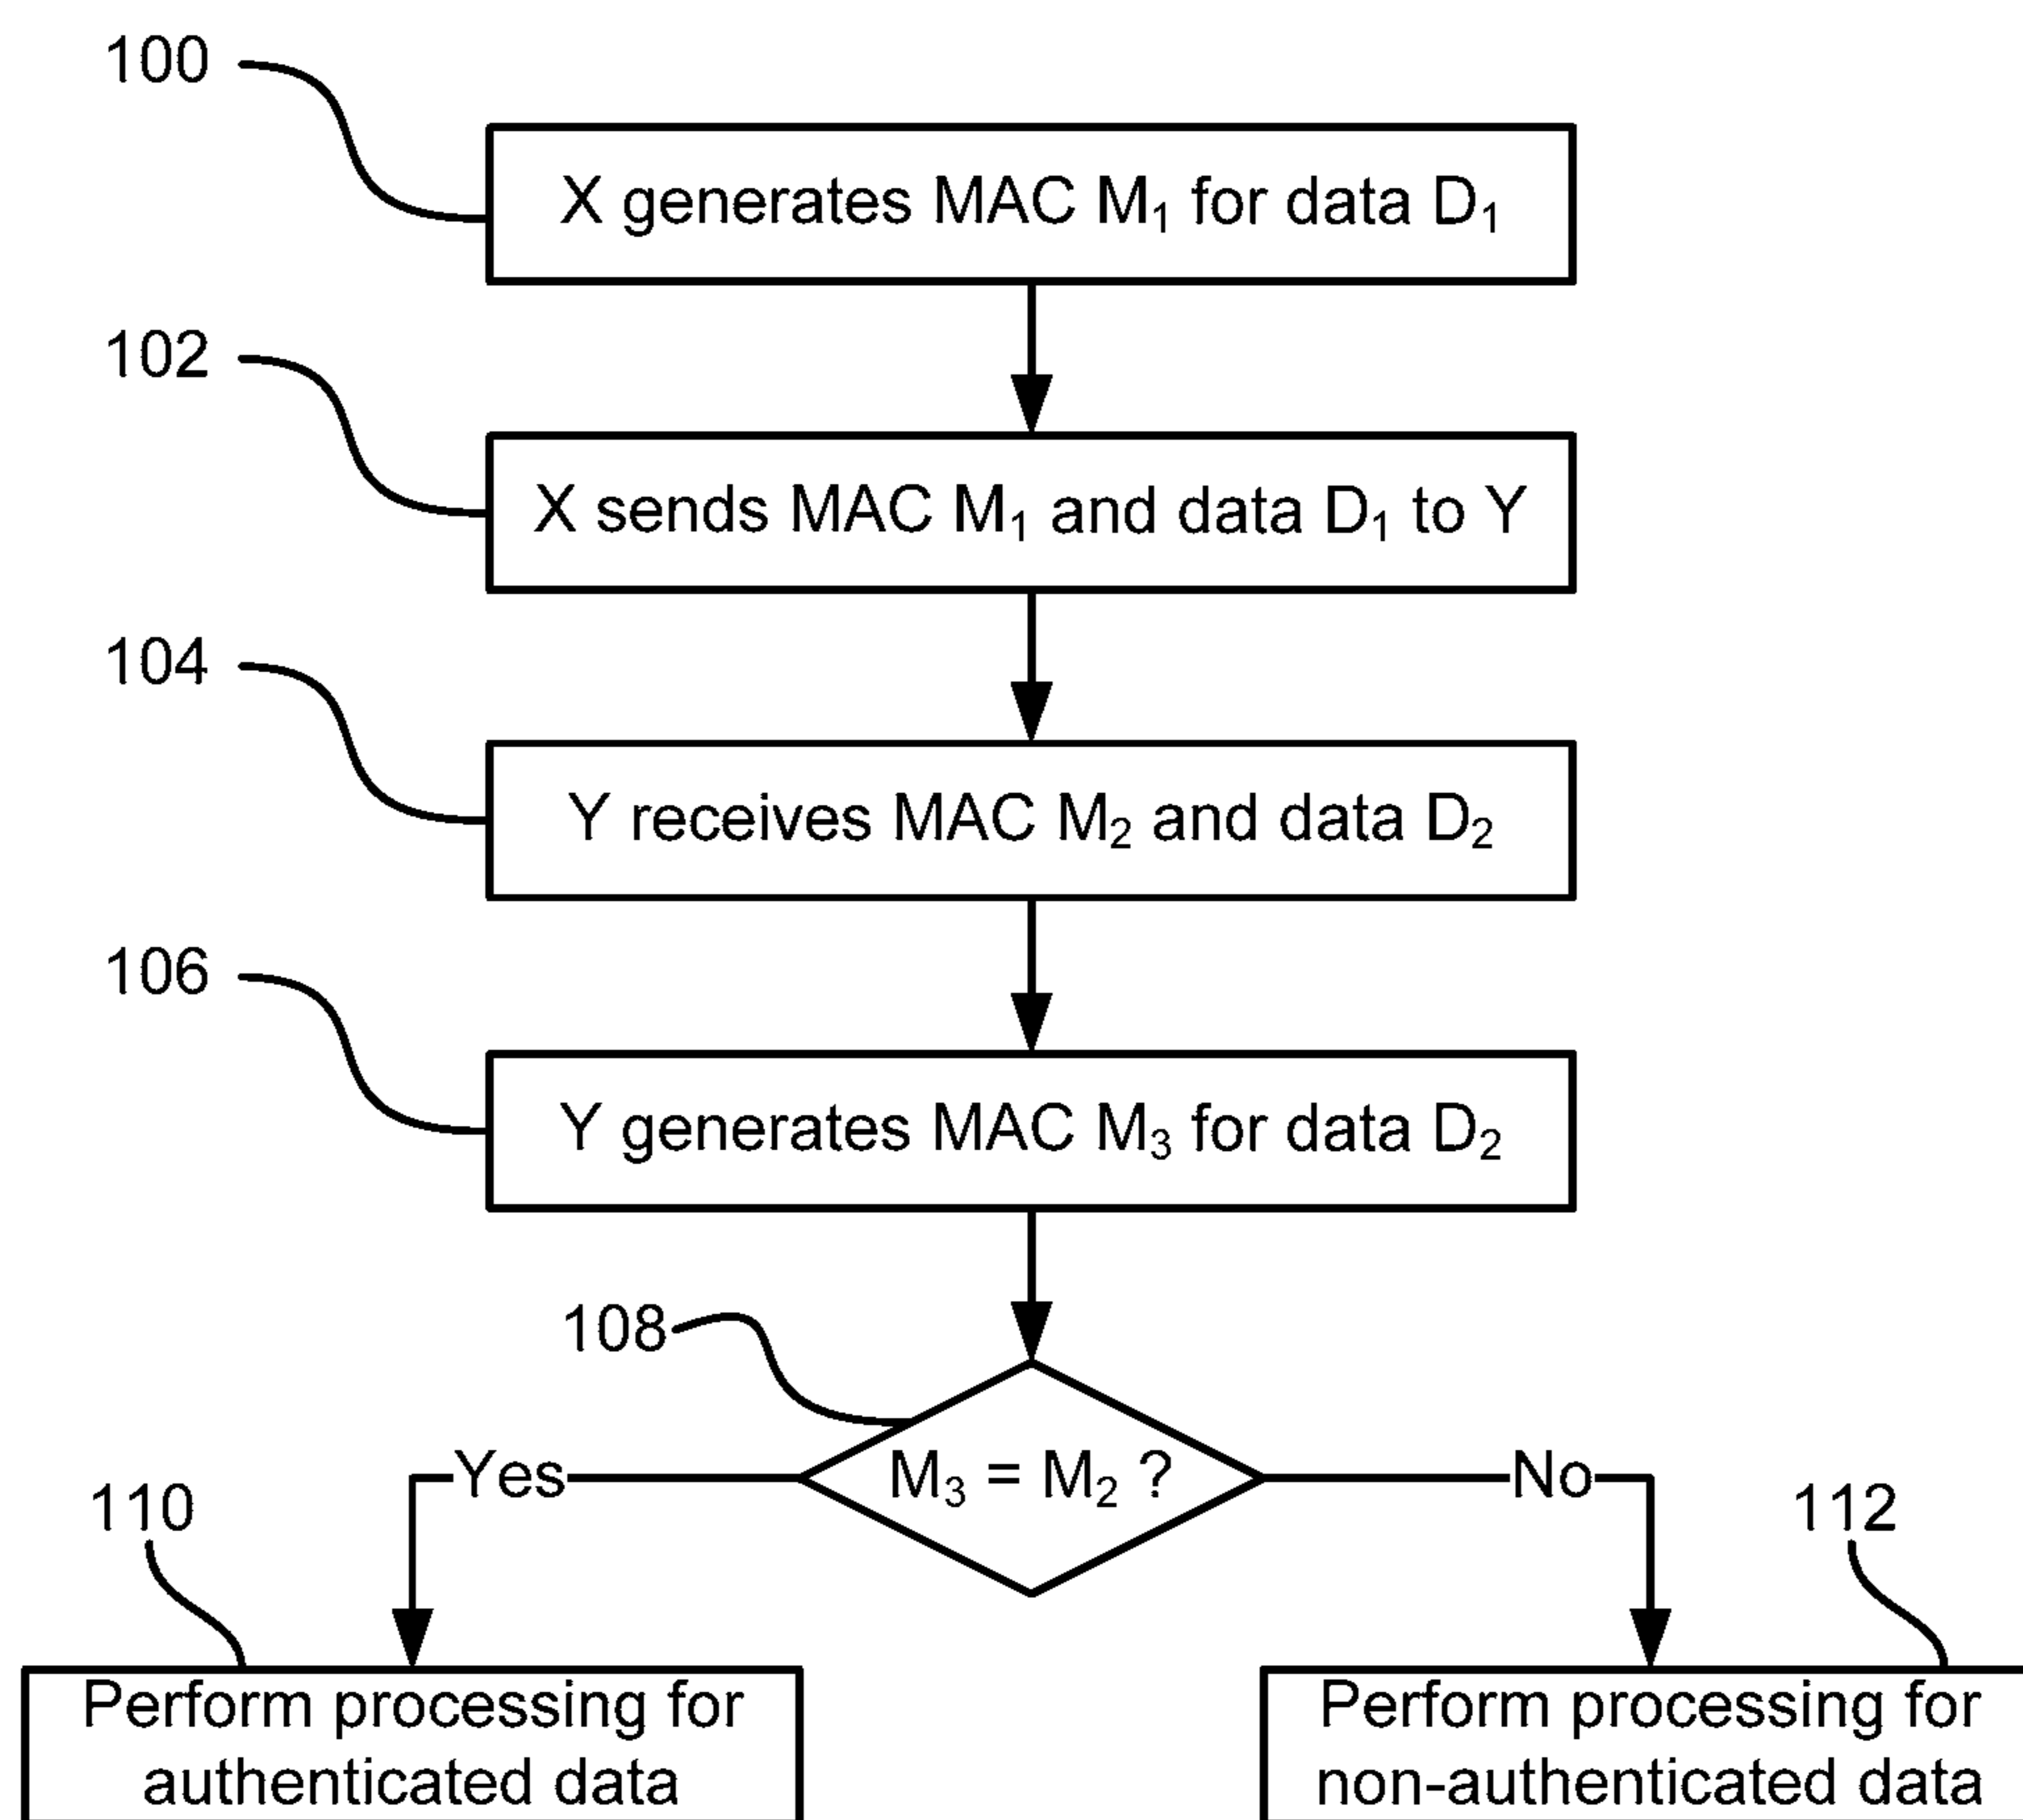 100
X generates MAC M₁ for data D₁
102
X sends MAC M₁ and data D₁ to Y
104
Y receives MAC M₂ and data D₂
106
Y generates MAC M₃ for data D₂
108
M₃ = M₂ ?
Yes
No
110
112
Perform processing for
authenticated data
Perform processing for
non-authenticated data